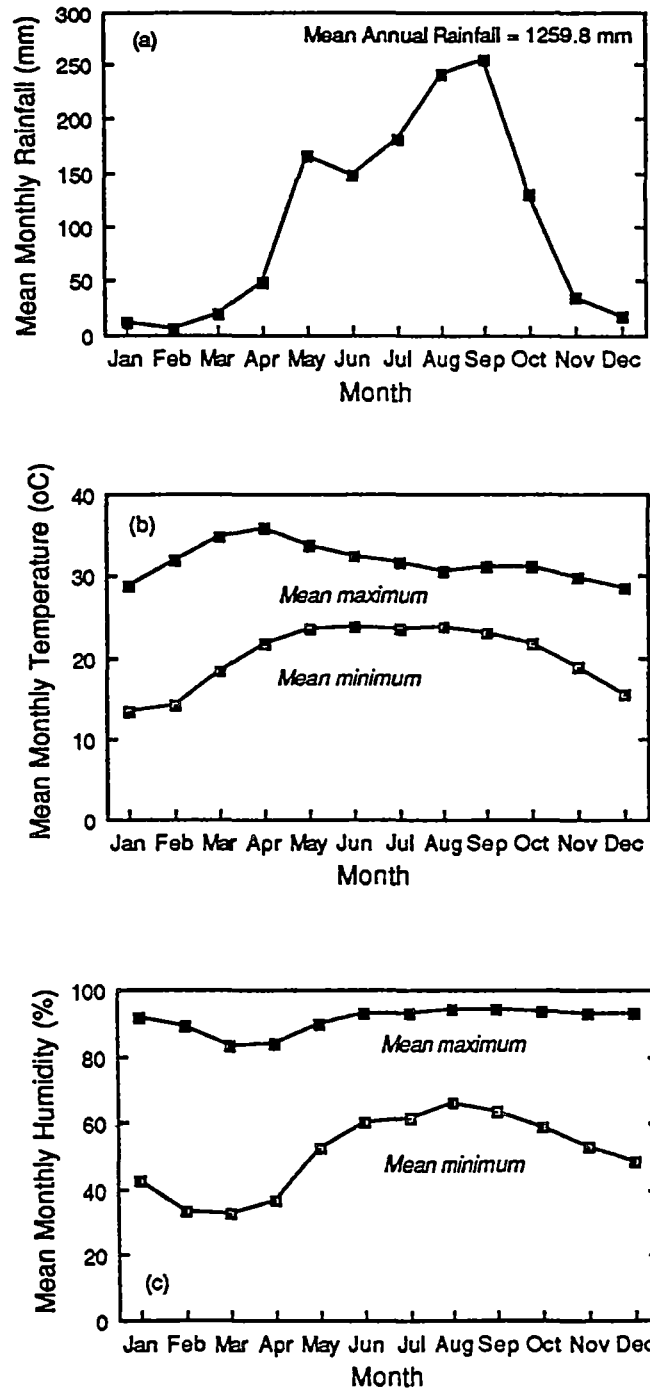 (a) Mean Annual Rainfall = 1259.8 mm
Mean Monthly Rainfall (mm)
300
250
200
150
100
50
0
Jan Feb Mar Apr May Jun Jul Aug Sep Oct Nov Dec
Month
(b)
Mean Monthly Temperature (oC)
40
30
20
10
0
Mean maximum
Mean minimum
Jan Feb Mar Apr May Jun Jul Aug Sep Oct Nov Dec
Month
Mean Monthly Humidity (%)
100
80
60
40
20
0
Mean maximum
Mean minimum
(c)
Jan Feb Mar Apr May Jun Jul Aug Sep Oct Nov Dec
Month